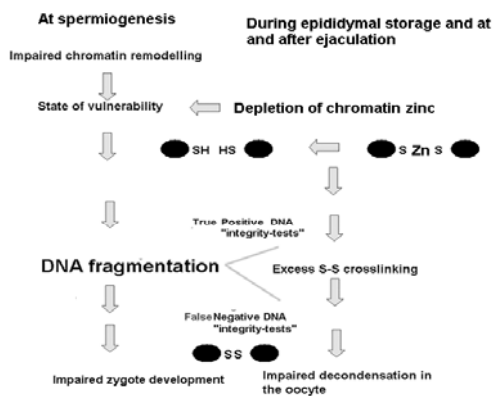 At spermiogenesis
During epididymal storage and at
and after ejaculation
Impaired chromatin remodelling
State of vulnerability
Depletion of chromatin zinc
SH HS
S Zn S
True Positive DNA
"integrity-tests"
DNA fragmentation
Excess S-S crosslinking
False Negative DNA
"integrity-tests"
S S
Impaired zygote development
Impaired decondensation in
the oocyte